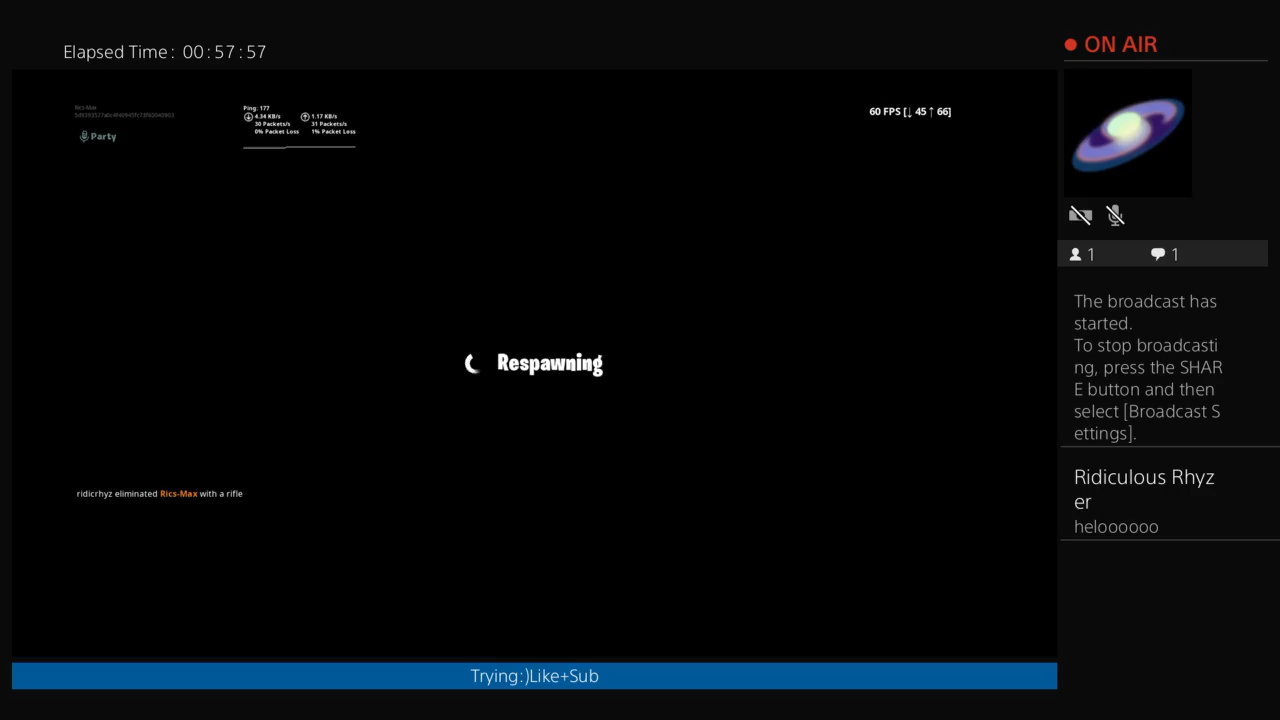 Elapsed Time: 00:57:57
ON AIR
Rics-Max
Ping: 177
4.34 KB/s
1.17 KB/s
30 Packets/s
31 Packets/s
0% Packet Loss
1% Packet Loss
60 FPS [↓ 45 ↑ 66]
Party
1
1
The broadcast has
started.
To stop broadcasti
ng, press the SHAR
E button and then
select [Broadcast S
ettings].
Respawning
Ridiculous Rhyz
er
heloooooo
ridicrhyz eliminated Rics-Max with a rifle
Trying:)Like+Sub